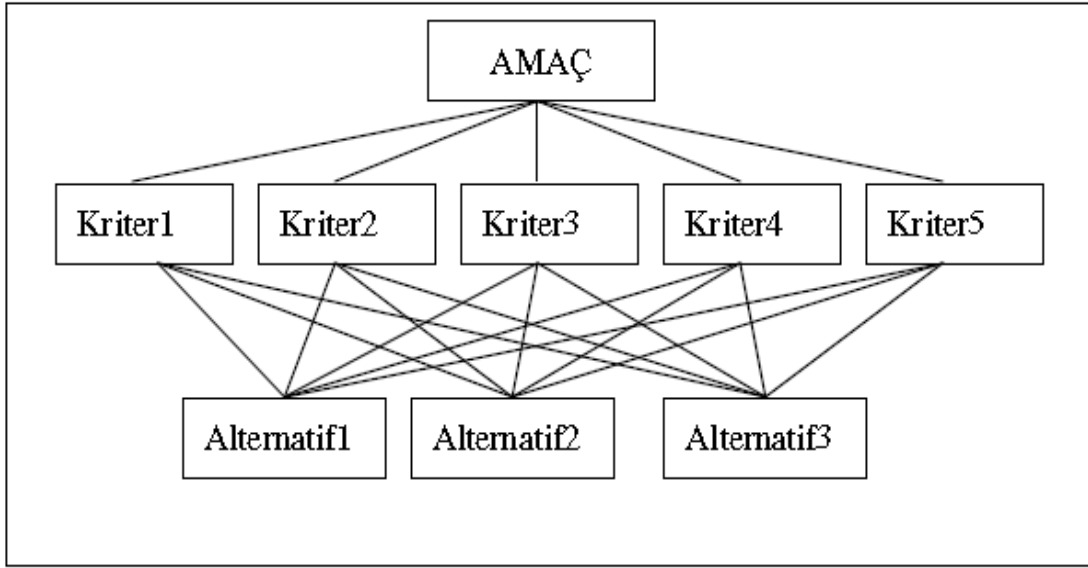 AMAÇ
Kriter1
Kriter2
Kriter3
Kriter4
Kriter5
Alternatif1
Alternatif2
Alternatif3